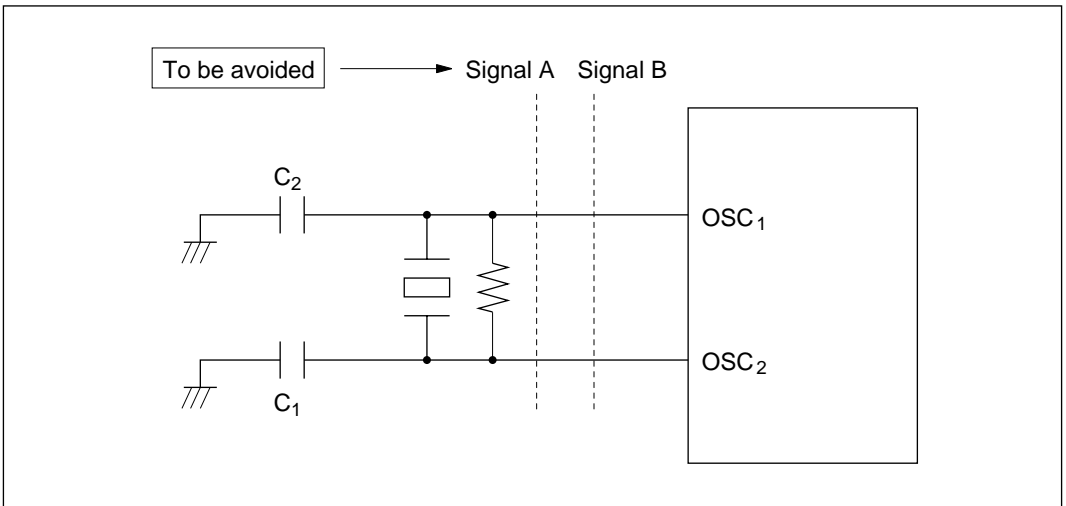 To be avoided
Signal A Signal B
C2
OSC1
OSC2
C1